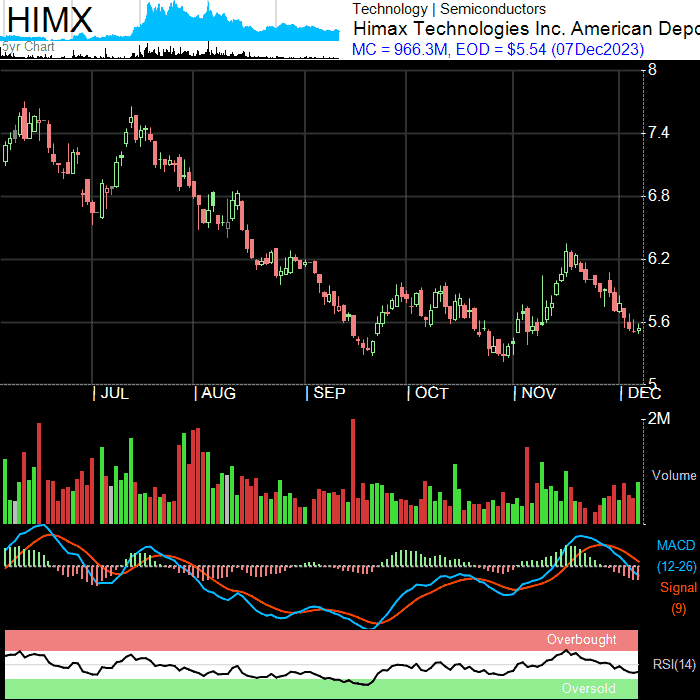 HIMX
5yr Chart
Technology | Semiconductors
Himax Technologies Inc. American Depo
MC = 966.3M, EOD = $5.54 (07Dec2023)
8
7.4
6.8
6.2
5.6
5
| JUL | AUG | SEP | OCT | NOV | DEC
2M
Volume
MACD
(12-26)
Signal
(9)
Overbought
RSI(14)
Oversold